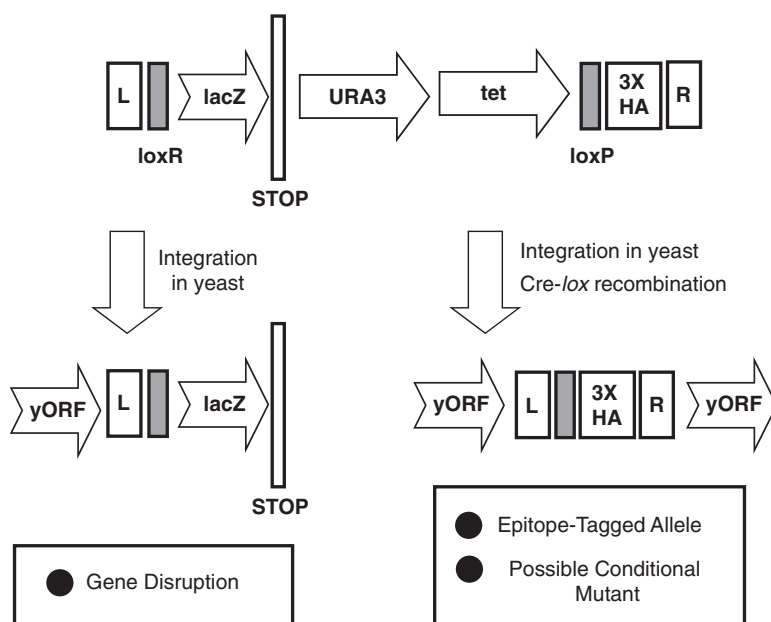 L
lacZ
URA3
tet
3X
HA
R
loxR
loxP
STOP
Integration
in yeast
Integration in yeast
Cre-lox recombination
yORF
L
lacZ
STOP
yORF
L
3X
HA
R
yORF
Gene Disruption
Epitope-Tagged Allele
Possible Conditional
Mutant